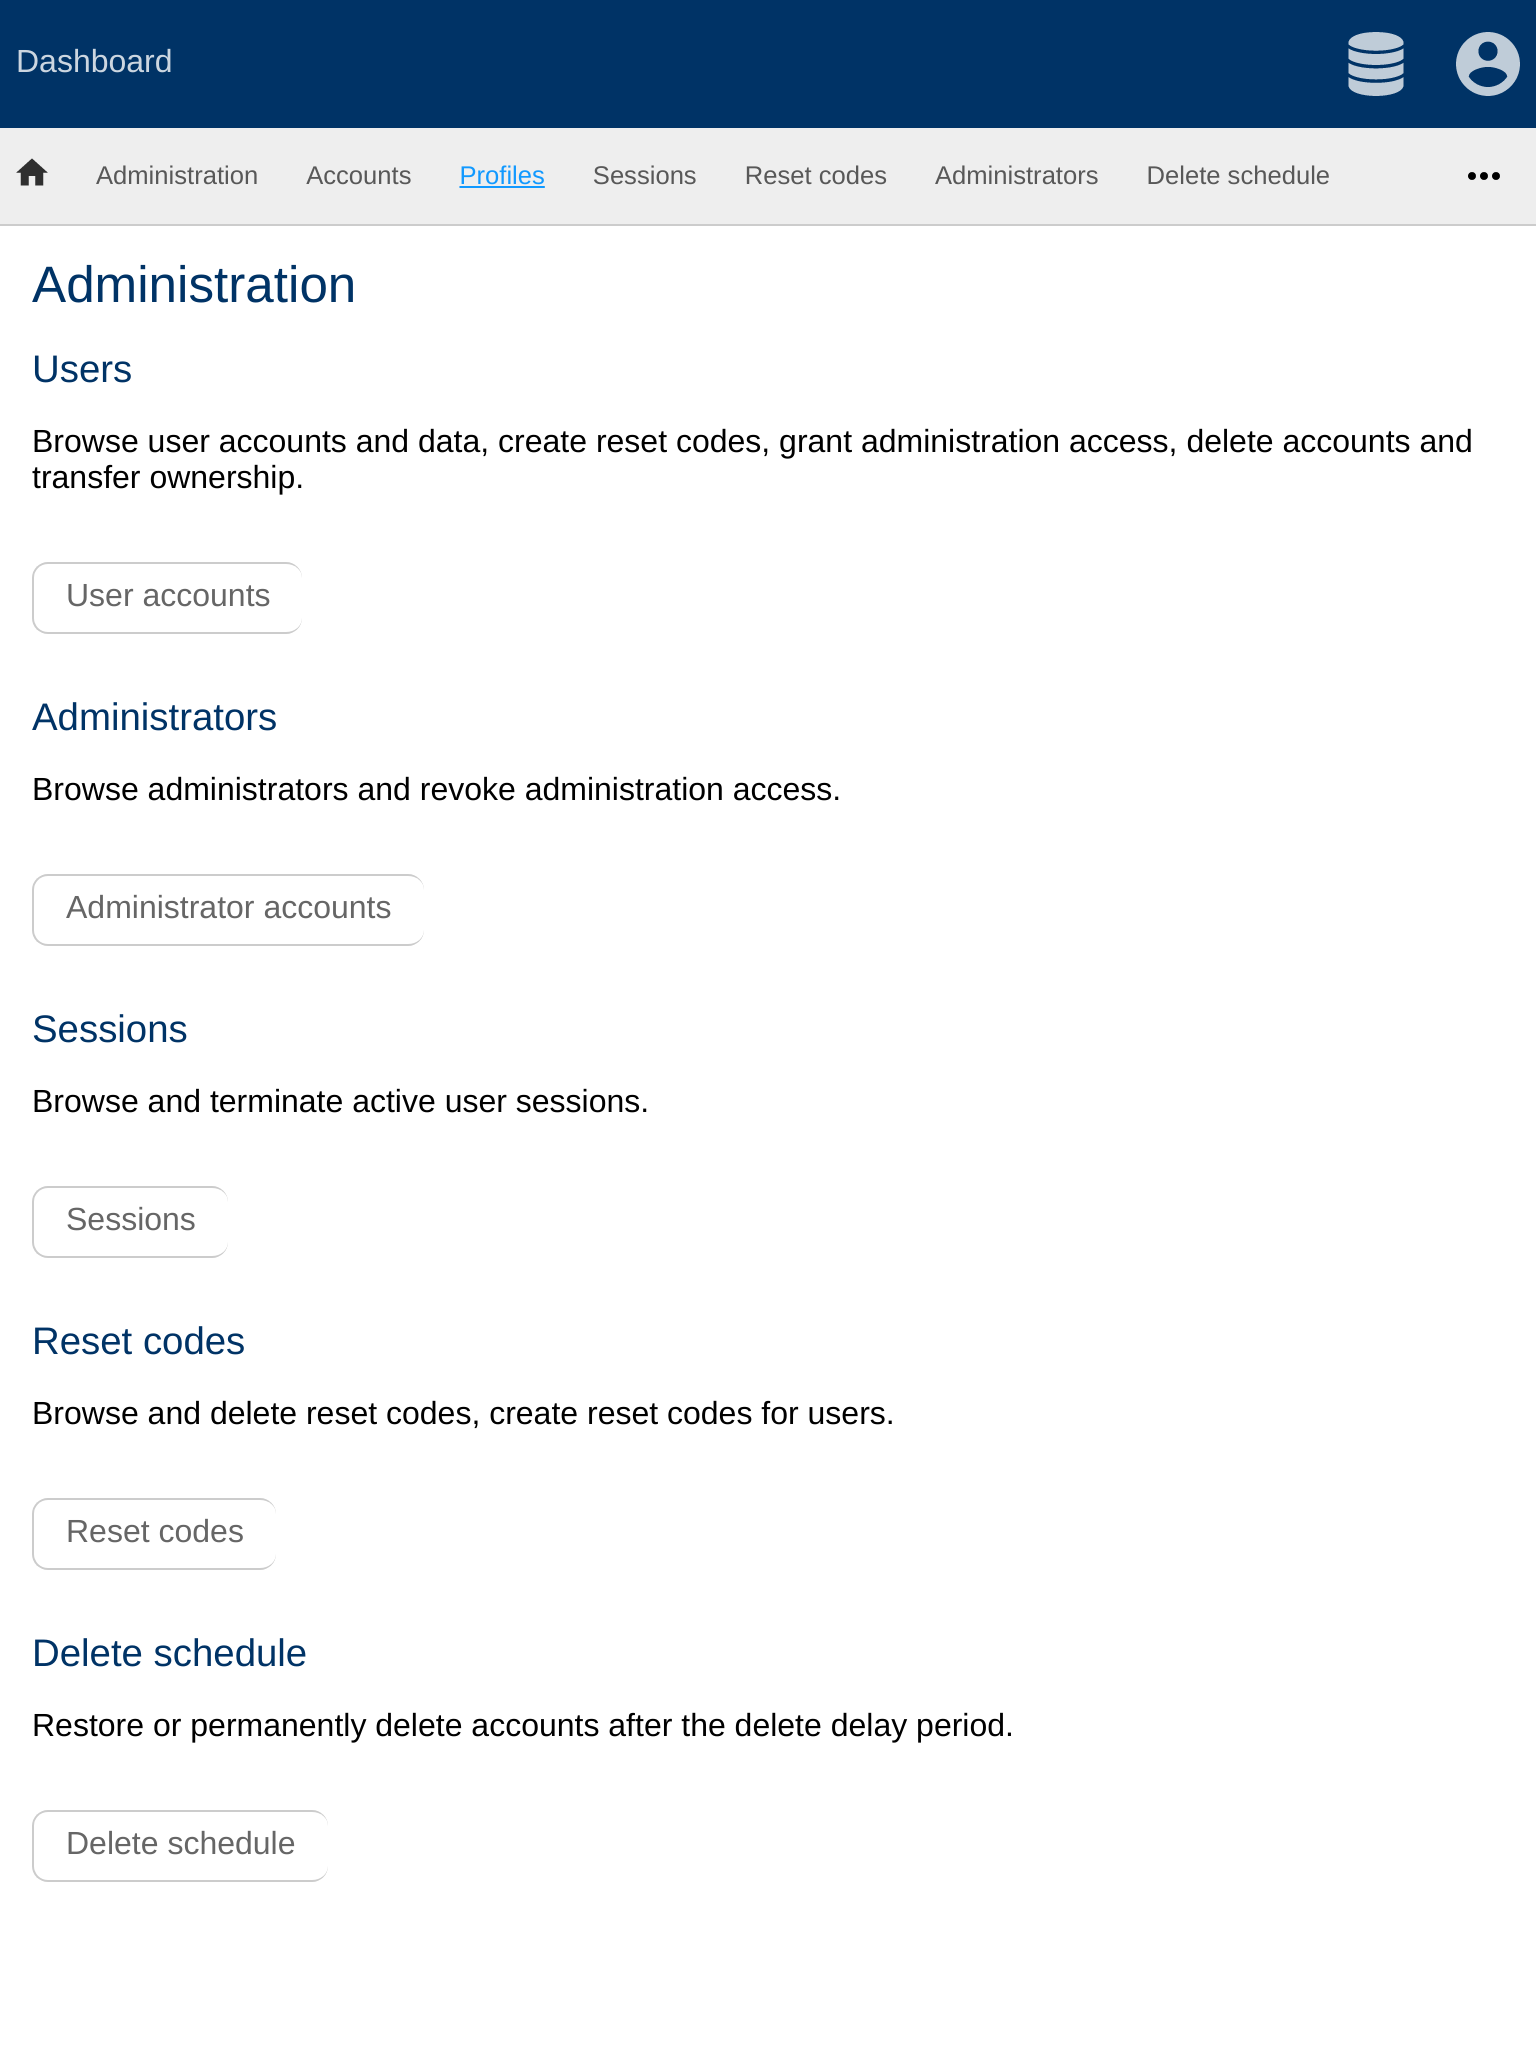 Dashboard
Administration Accounts Profiles Sessions Reset codes Administrators Delete schedule
Administration
Users
Browse user accounts and data, create reset codes, grant administration access, delete accounts and
transfer ownership.
User accounts
Administrators
Browse administrators and revoke administration access.
Administrator accounts
Sessions
Browse and terminate active user sessions.
Sessions
Reset codes
Browse and delete reset codes, create reset codes for users.
Reset codes
Delete schedule
Restore or permanently delete accounts after the delete delay period.
Delete schedule